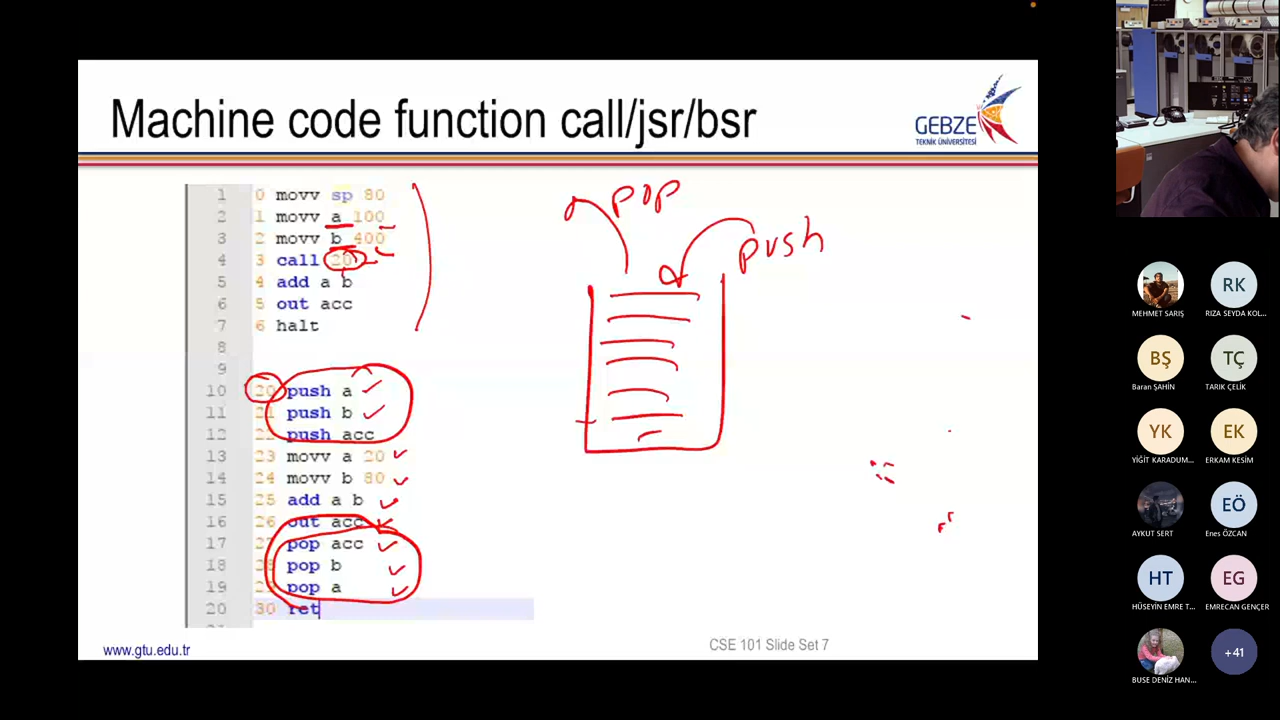 Machine code function call/jsr/bsr
GEBZE
TEKNİK ÜNİVERSİTESİ
1 0 movv sp 80
2 1 movv a 100
3 2 movv b 400
4 3 call 20
5 4 add a b
6 5 out acc
7 6 halt
8
9
10 20 push a
11 21 push b
12 22 push acc
13 23 movv a 20
14 24 movv b 80
15 25 add a b
16 26 out acc
17 27 pop acc
18 28 pop b
19 29 pop a
20 30 ret
pop
push
www.gtu.edu.tr
CSE 101 Slide Set 7
MEHMET SARIŞ
RK
RIZA SEYDA KOL...
BŞ
Baran ŞAHİN
TÇ
TARIK ÇELİK
YK
YİĞİT KARADUM...
EK
ERKAM KESİM
AYKUT SERT
EÖ
Enes ÖZCAN
HT
HÜSEYİN EMRE T...
EG
EMRECAN GENÇER
BUSE DENİZ HAN...
+41